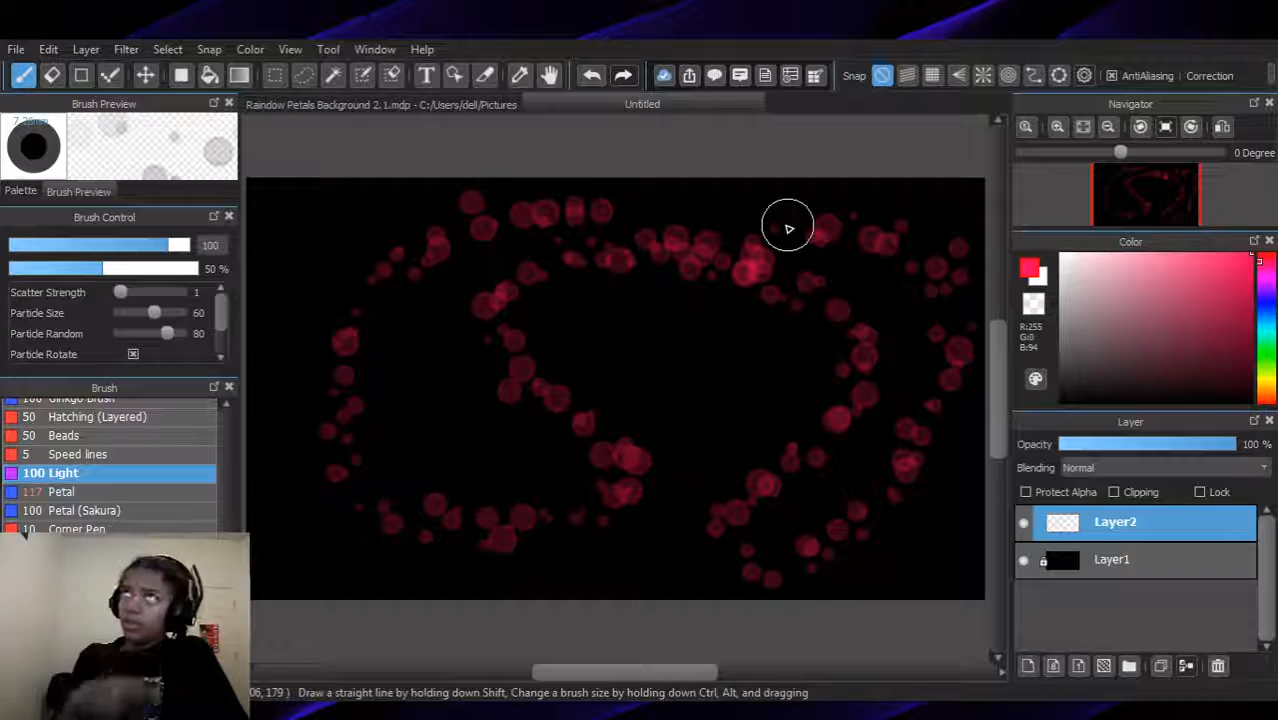 File Edit Layer Filter Select Snap Color View Tool Window Help
Snap AntiAliasing Correction
Brush Preview
Raindow Petals Background 2.1.mdp - C:/Users/dell/Pictures
Untitled
Navigator
0 Degree
Palette Brush Preview
Brush Control
100
50 %
Scatter Strength 1
Particle Size 60
Particle Random 80
Particle Rotate
Brush
100 Ginkgo Brush
50 Hatching (Layered)
50 Beads
5 Speed lines
100 Light
117 Petal
100 Petal (Sakura)
10 Corner Pen
Color
R:255
G:0
B:94
Layer
Opacity 100 %
Blending Normal
Protect Alpha Clipping Lock
Layer2
Layer1
Draw a straight line by holding down Shift, Change a brush size by holding down Ctrl, Alt, and dragging